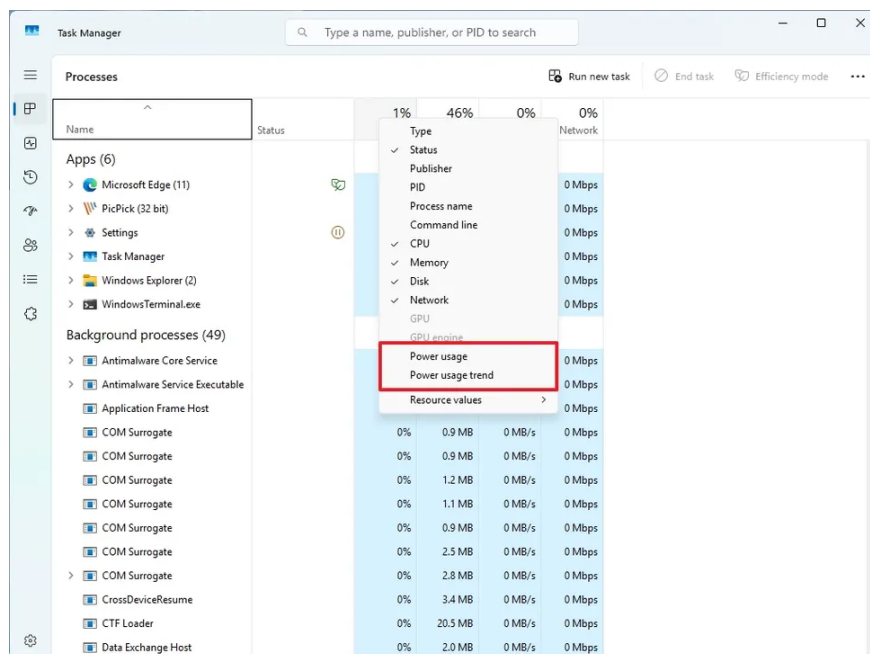 Task Manager
Type a name, publisher, or PID to search
Processes
Run new task
End task
Efficiency mode
1% 46% 0% 0%
Name Status Network
Type
Status
Publisher
PID
Process name
Command line
CPU
Memory
Disk
Network
GPU
GPU engine
Power usage
Power usage trend
Resource values
Apps (6)
Microsoft Edge (11) 0 Mbps
PicPick (32 bit) 0 Mbps
Settings 0 Mbps
Task Manager 0 Mbps
Windows Explorer (2) 0 Mbps
WindowsTerminal.exe 0 Mbps
Background processes (49)
Antimalware Core Service 0 Mbps
Antimalware Service Executable 0 Mbps
Application Frame Host 0 Mbps
COM Surrogate 0% 0.9 MB 0 MB/s 0 Mbps
COM Surrogate 0% 0.9 MB 0 MB/s 0 Mbps
COM Surrogate 0% 1.2 MB 0 MB/s 0 Mbps
COM Surrogate 0% 1.1 MB 0 MB/s 0 Mbps
COM Surrogate 0% 0.9 MB 0 MB/s 0 Mbps
COM Surrogate 0% 2.5 MB 0 MB/s 0 Mbps
COM Surrogate 0% 2.8 MB 0 MB/s 0 Mbps
CrossDeviceResume 0% 3.4 MB 0 MB/s 0 Mbps
CTF Loader 0% 20.5 MB 0 MB/s 0 Mbps
Data Exchange Host 0% 2.0 MB 0 MB/s 0 Mbps